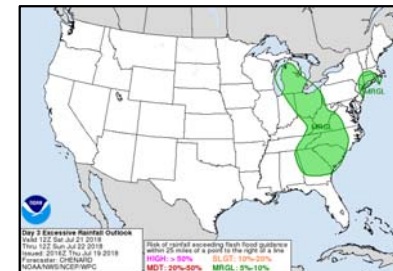 MRGL
MRGL
noaa
Day 3 Excessive Rainfall Outlook
Valid 12Z Sat Jul 21 2018
Thru 12Z Sun Jul 22 2018
Issued: 2018Z Thu Jul 19 2018
Forecaster: CHENARD
NOAA/NWS/NCEP/WPC
Risk of rainfall exceeding flash flood guidance
within 25 miles of a point to the right of a line
HIGH: > 50% SLGT: 10%-20%
MDT: 20%-50% MRGL: 5%-10%